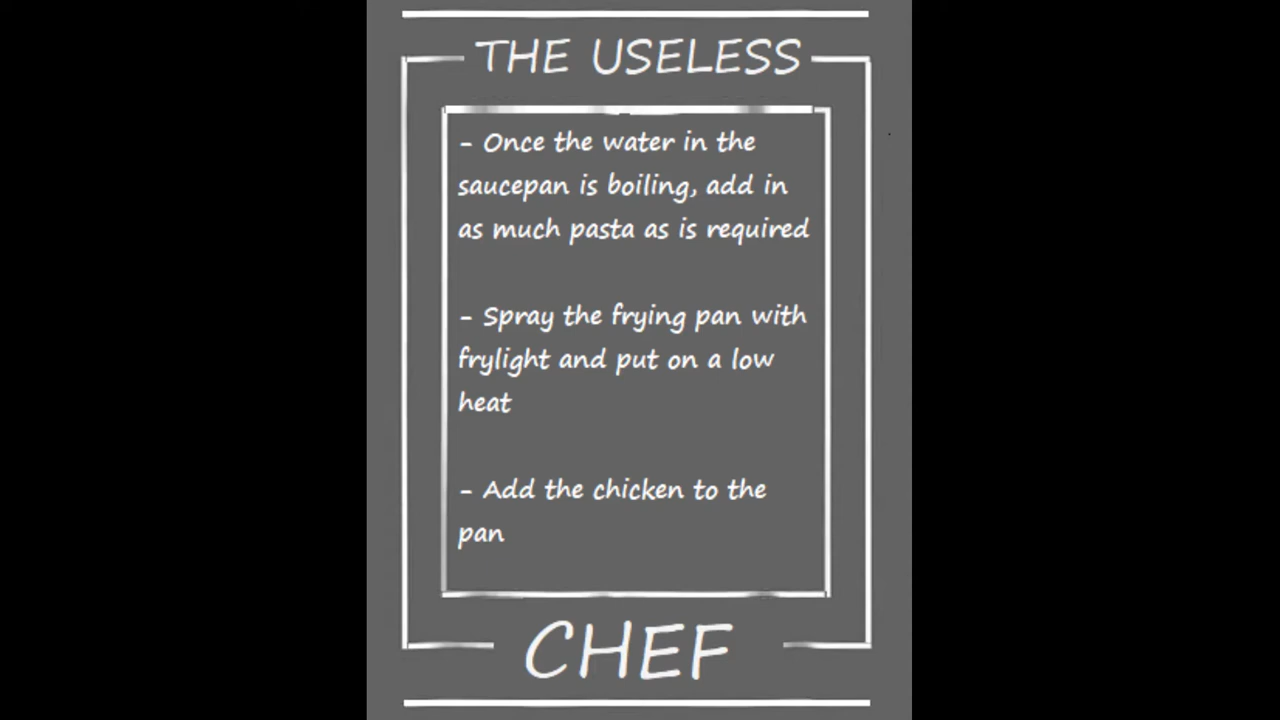 THE USELESS
- Once the water in the
saucepan is boiling, add in
as much pasta as is required
- Spray the frying pan with
frylight and put on a low
heat
- Add the chicken to the
pan
CHEF